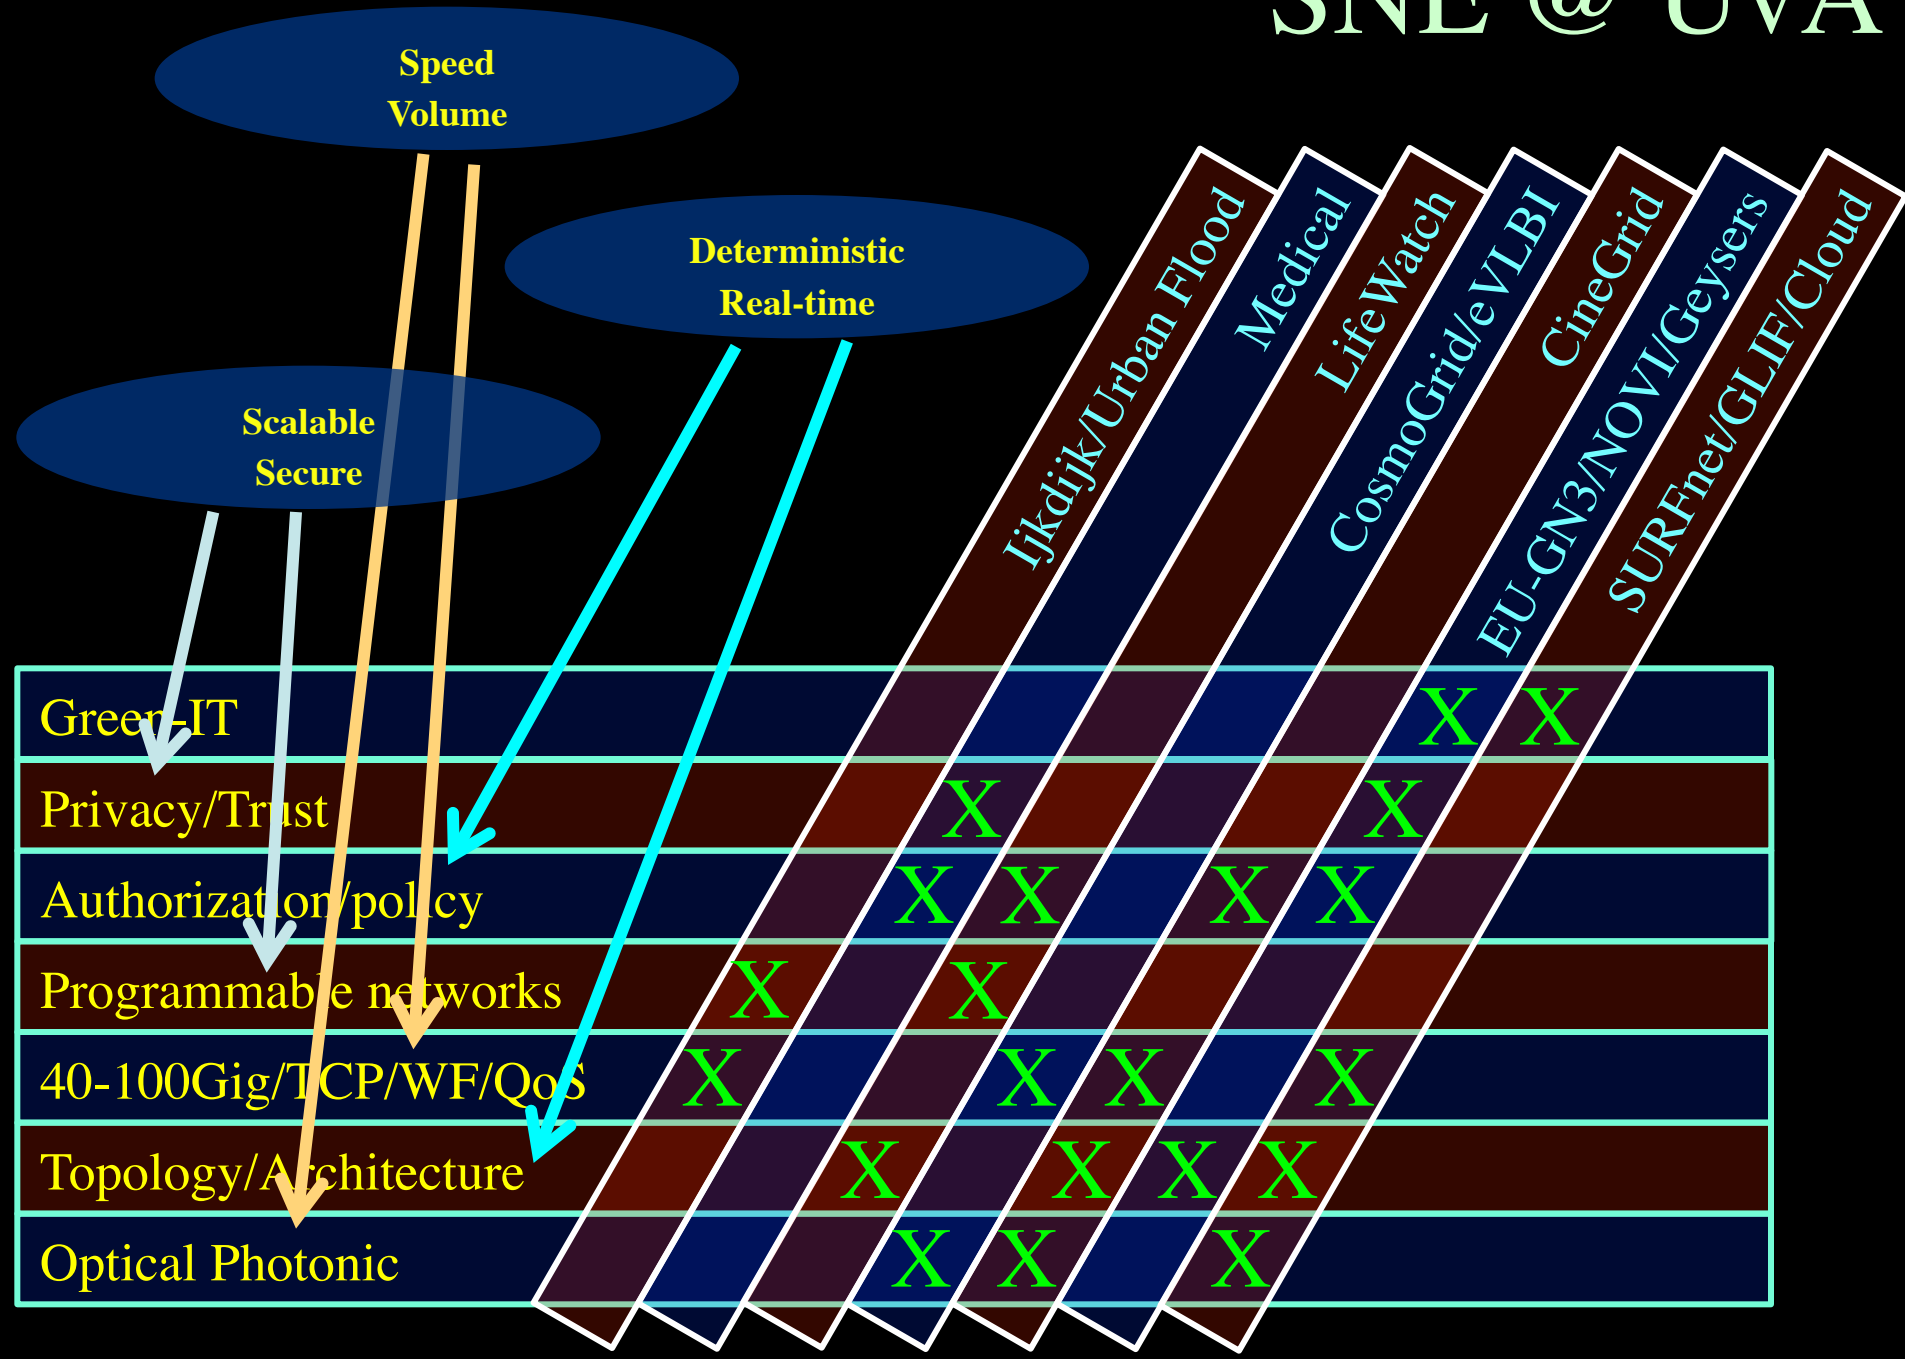 SNE @ UVA
Speed
Volume
Deterministic
Real-time
Scalable
Secure
Ijkdijk/Urban Flood
Medical
LifeWatch
CosmoGrid/eVLBI
CineGrid
EU-GN3/NOVI/Geysers
SURFnet/GLIF/Cloud
Green-IT X X
Privacy/Trust X X
Authorization/policy X X X X
Programmable networks X X
40-100Gig/TCP/WF/QoS X X X X
Topology/Architecture X X X X
Optical Photonic X X X